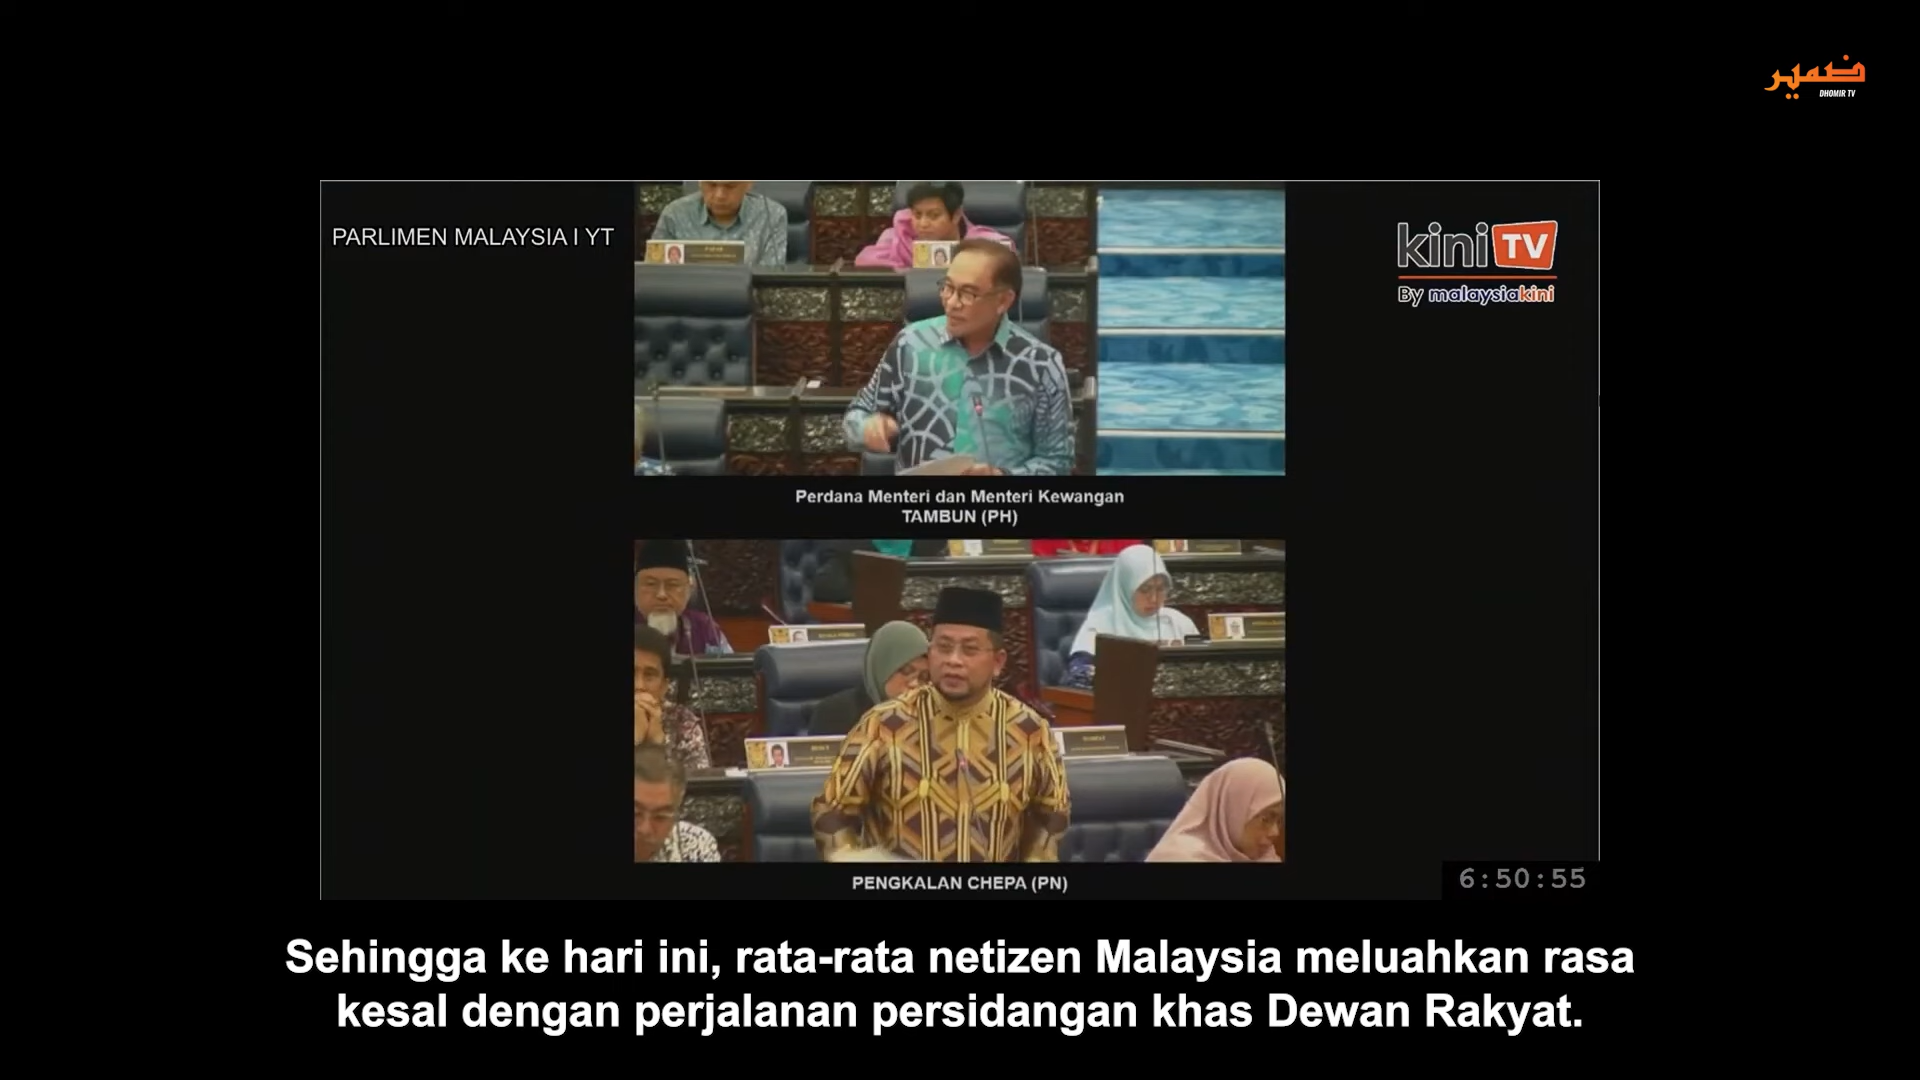 ضمير
DHOMIR TV
PARLIMEN MALAYSIA I YT
kini TV
By malaysiakini
Perdana Menteri dan Menteri Kewangan
TAMBUN (PH)
PENGKALAN CHEPA (PN)
6:50:55
Sehingga ke hari ini, rata-rata netizen Malaysia meluahkan rasa
kesal dengan perjalanan persidangan khas Dewan Rakyat.